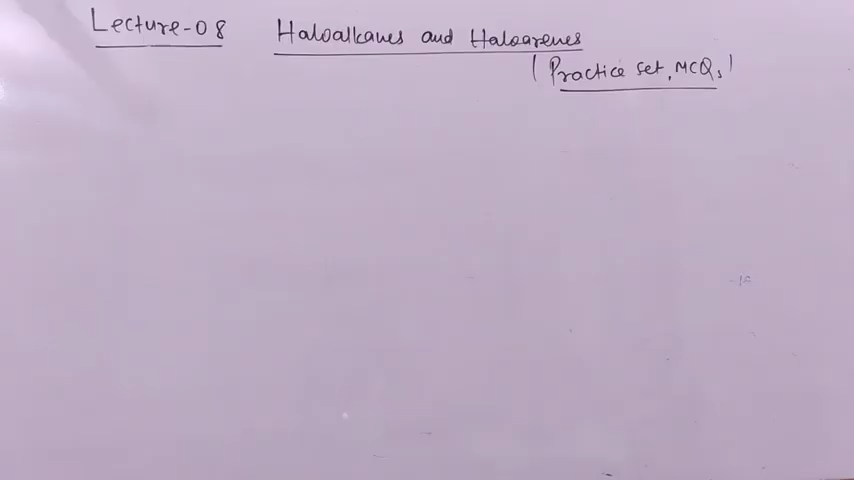 Lecture-08 Haloalkanes and Haloarenes
(Practice set, MCQs)